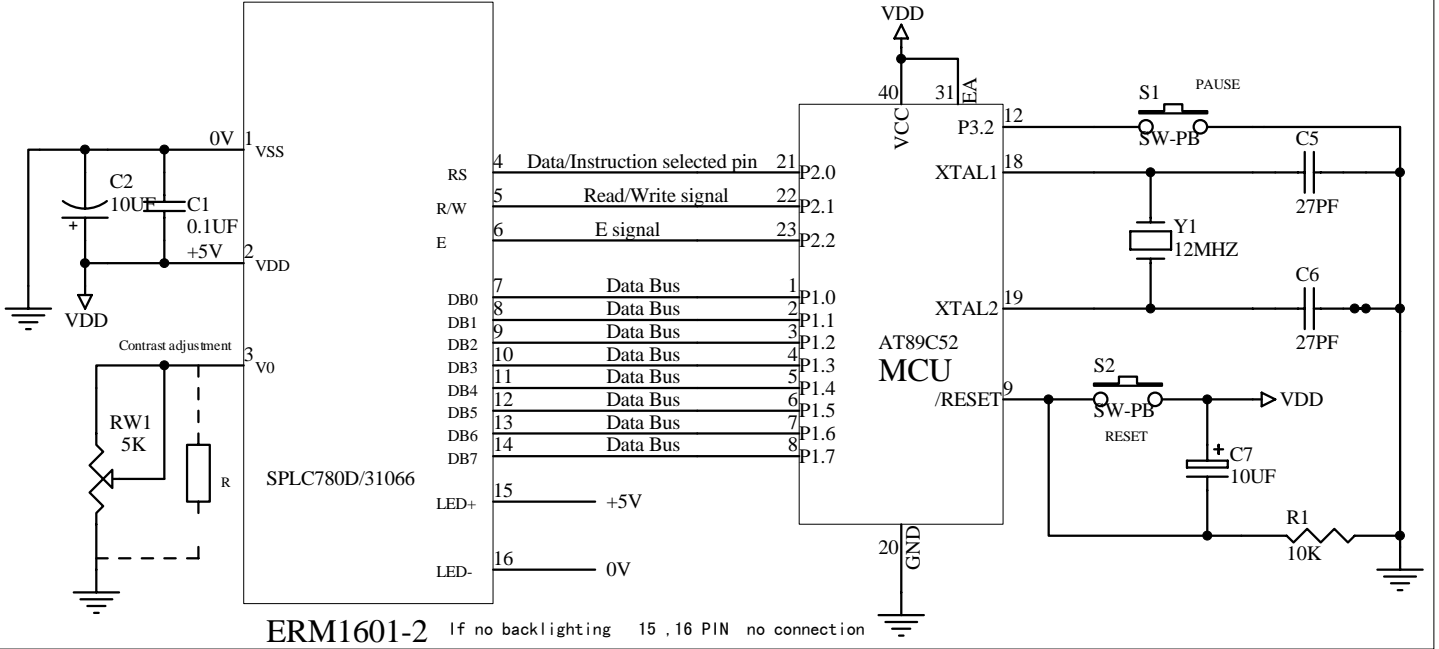 VDD
40
31
EA
VCC
S1
PAUSE
SW-PB
P3.2
12
C5
27PF
XTAL1
18
Y1
12MHZ
XTAL2
19
C6
27PF
0V
1
VSS
C2
10UF
+
C1
0.1UF
+5V
2
VDD
VDD
Contrast adjustment
3
V0
RW1
5K
R
SPLC780D/31066
RS
4
Data/Instruction selected pin
21
P2.0
R/W
5
Read/Write signal
22
P2.1
E
6
E signal
23
P2.2
DB0
7
Data Bus
1
P1.0
DB1
8
Data Bus
2
P1.1
DB2
9
Data Bus
3
P1.2
DB3
10
Data Bus
4
P1.3
DB4
11
Data Bus
5
P1.4
DB5
12
Data Bus
6
P1.5
DB6
13
Data Bus
7
P1.6
DB7
14
Data Bus
8
P1.7
LED+
15
+5V
LED-
16
0V
AT89C52
MCU
/RESET
9
S2
SW-PB
RESET
VDD
+
C7
10UF
R1
10K
20
GND
ERM1601-2
If no backlighting 15 ,16 PIN no connection